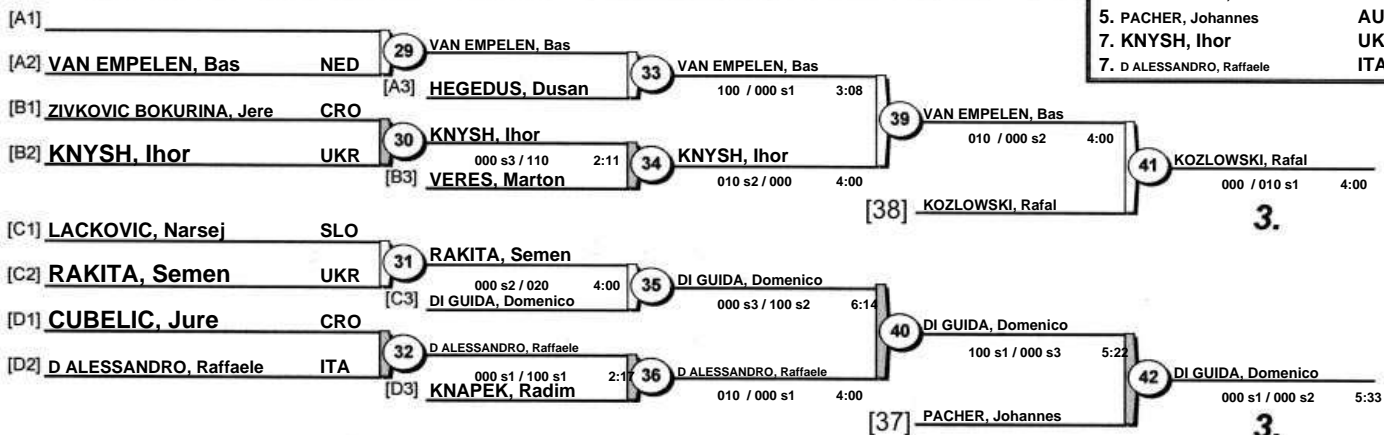 5. PACHER, Johannes AU
7. KNYSH, Ihor UK
7. D ALESSANDRO, Raffaele ITA
[A1]
[A2] VAN EMPELEN, Bas NED
29
VAN EMPELEN, Bas
[A3] HEGEDUS, Dusan
33
VAN EMPELEN, Bas
100 / 000 s1 3:08
[B1] ZIVKOVIC BOKURINA, Jere CRO
[B2] KNYSH, Ihor UKR
30
KNYSH, Ihor
000 s3 / 110 2:11
[B3] VERES, Marton
34
KNYSH, Ihor
010 s2 / 000 4:00
39
VAN EMPELEN, Bas
010 / 000 s2 4:00
[38] KOZLOWSKI, Rafal
41
KOZLOWSKI, Rafal
000 / 010 s1 4:00
3.
[C1] LACKOVIC, Narsej SLO
[C2] RAKITA, Semen UKR
31
RAKITA, Semen
000 s2 / 020 4:00
[C3] DI GUIDA, Domenico
35
DI GUIDA, Domenico
000 s3 / 100 s2 6:14
[D1] CUBELIC, Jure CRO
[D2] D ALESSANDRO, Raffaele ITA
32
D ALESSANDRO, Raffaele
000 s1 / 100 s1 2:17
[D3] KNAPEK, Radim
36
D ALESSANDRO, Raffaele
010 / 000 s1 4:00
40
DI GUIDA, Domenico
100 s1 / 000 s3 5:22
[37] PACHER, Johannes
42
DI GUIDA, Domenico
000 s1 / 000 s2 5:33
3.